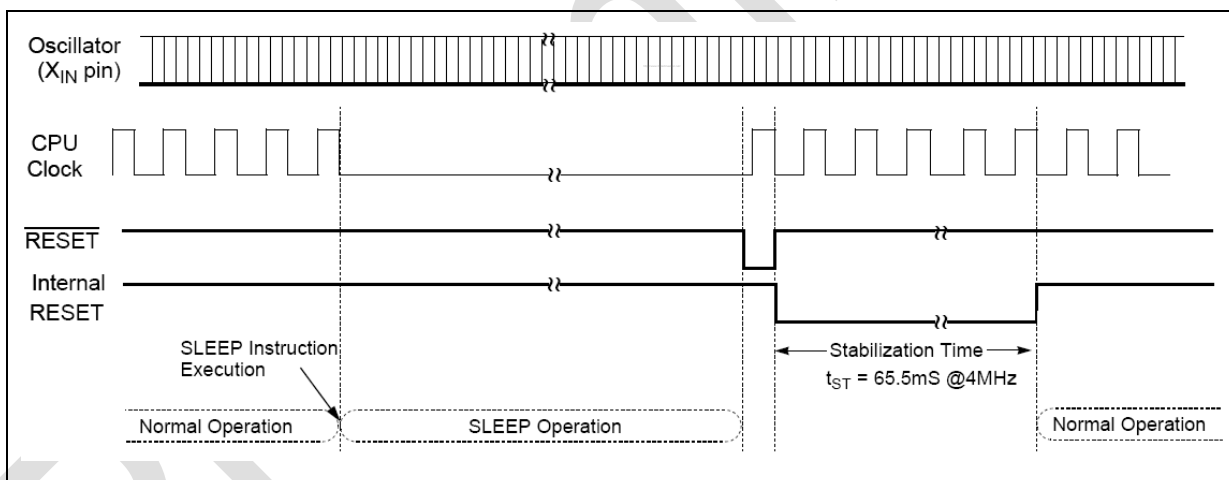 Oscillator
(XIN pin)
CPU
Clock
RESET
Internal
RESET
SLEEP Instruction
Execution
Stabilization Time
tST = 65.5mS @4MHz
Normal Operation
SLEEP Operation
Normal Operation